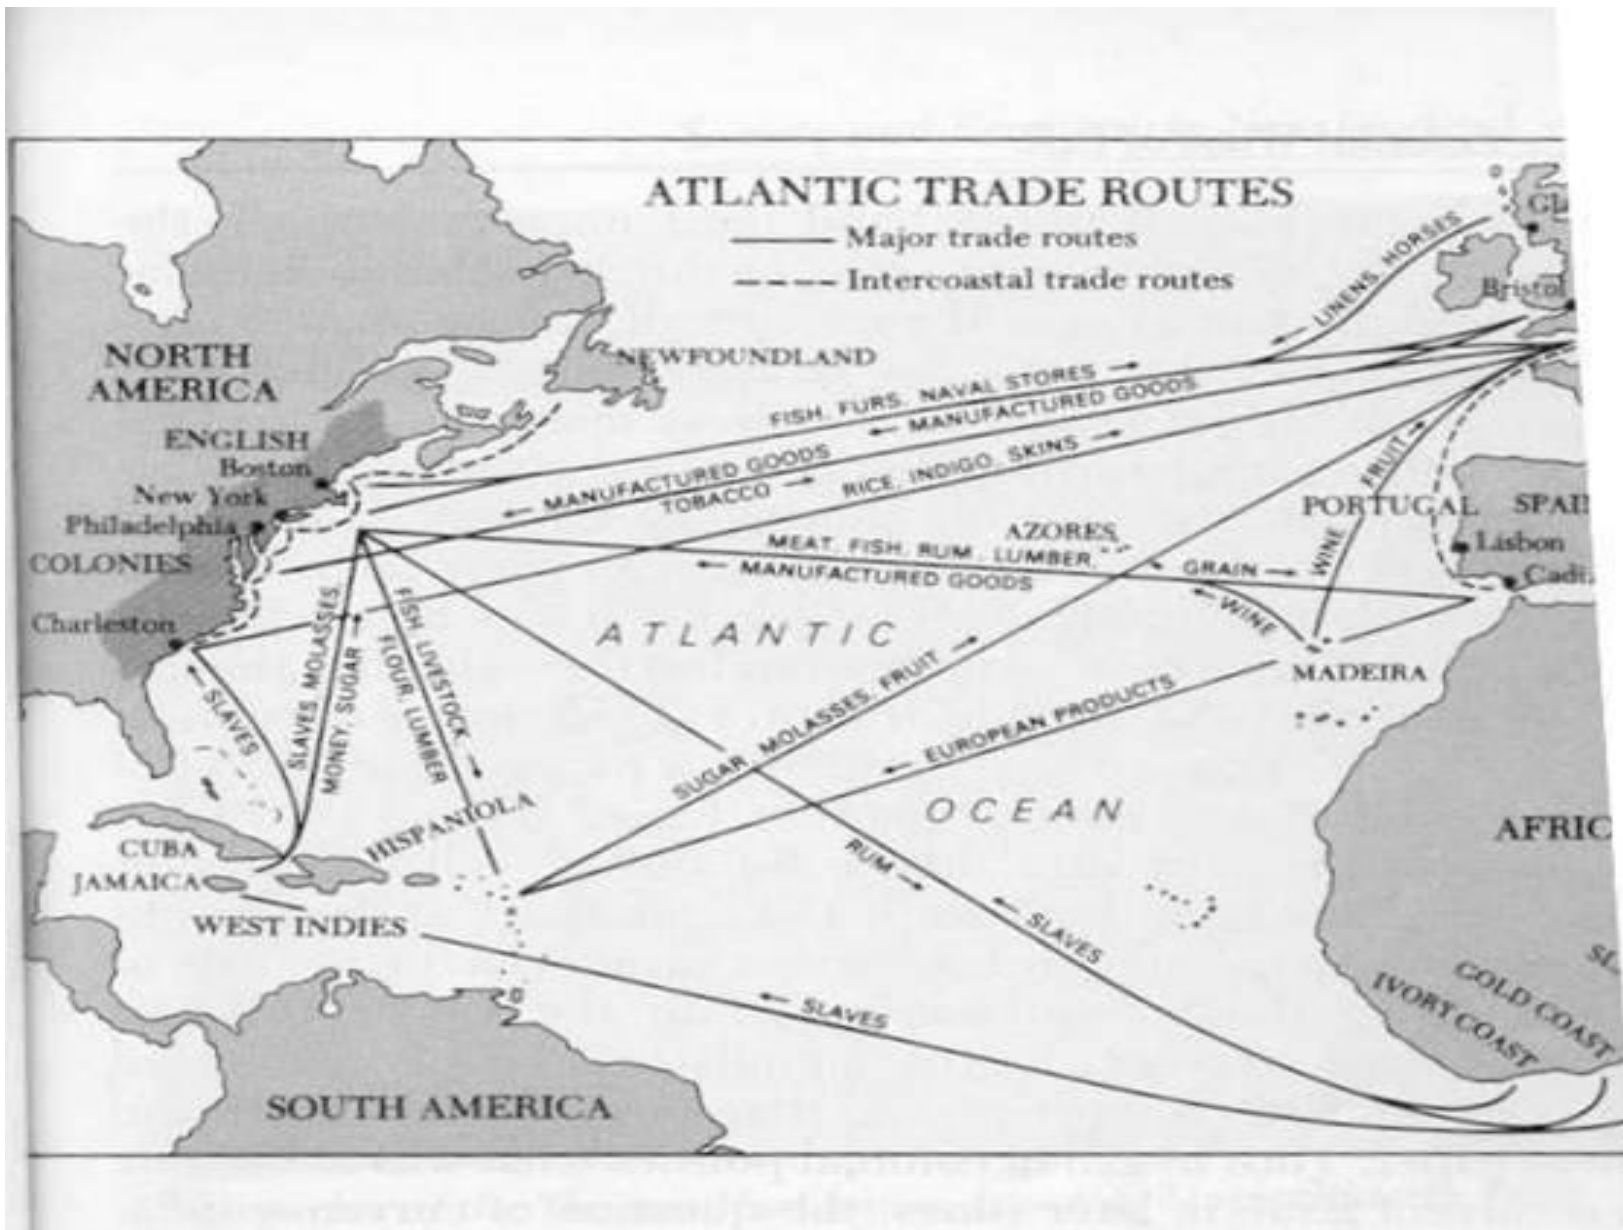 ATLANTIC TRADE ROUTES
Major trade routes
Intercoastal trade routes
LINENS, HORSES
Bristol
NORTH
AMERICA
NEWFOUNDLAND
FISH, FURS, NAVAL STORES
MANUFACTURED GOODS
ENGLISH
Boston
MANUFACTURED GOODS
TOBACCO
RICE, INDIGO, SKINS
FRUIT
New York
Philadelphia
PORTUGAL
WINE
Lisbon
AZORES
MEAT, FISH, RUM, LUMBER,
MANUFACTURED GOODS
GRAIN
COLONIES
WINE
Charleston
ATLANTIC
MADEIRA
SLAVES
SLAVES MOLASSES
MONEY, SUGAR
FISH, LIVESTOCK,
FLOUR, LUMBER
SUGAR, MOLASSES, FRUIT
EUROPEAN PRODUCTS
OCEAN
HISPANIOLA
CUBA
JAMAICA
RUM
SLAVES
WEST INDIES
SLAVES
GOLD COAST
IVORY COAST
SOUTH AMERICA